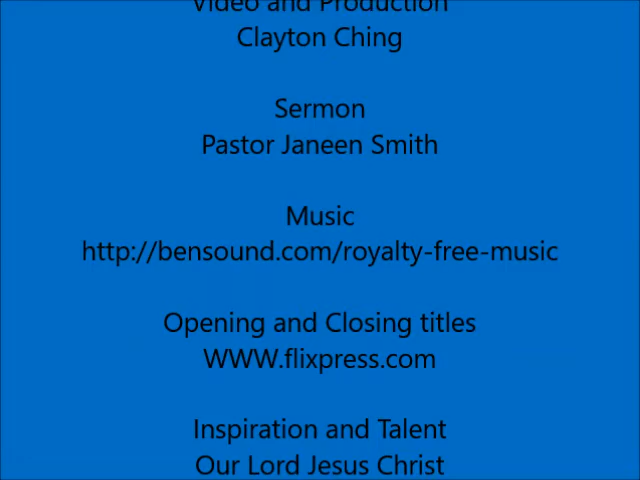 Video and Production
Clayton Ching
Sermon
Pastor Janeen Smith
Music
http://bensound.com/royalty-free-music
Opening and Closing titles
WWW.flixpress.com
Inspiration and Talent
Our Lord Jesus Christ